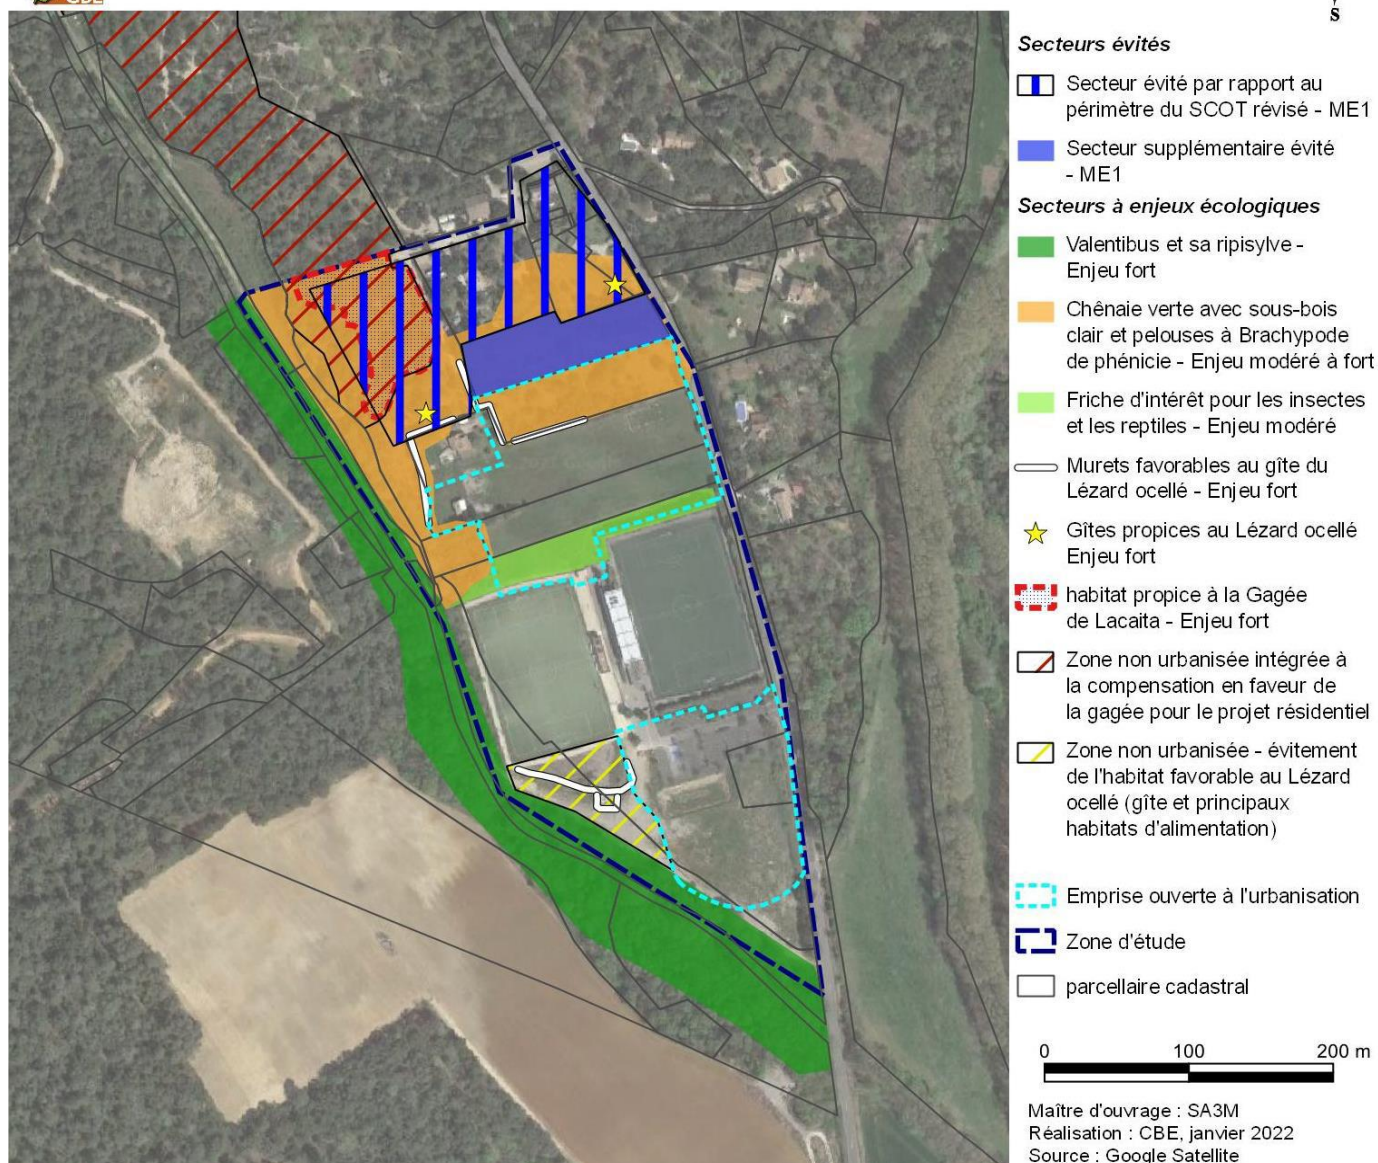 CBE
S
Secteurs évités
Secteur évité par rapport au
périmètre du SCOT révisé - ME1
Secteur supplémentaire évité
- ME1
Secteurs à enjeux écologiques
Valentibus et sa ripisylve -
Enjeu fort
Chênaie verte avec sous-bois
clair et pelouses à Brachypode
de phénicie - Enjeu modéré à fort
Friche d'intérêt pour les insectes
et les reptiles - Enjeu modéré
Murets favorables au gîte du
Lézard ocellé - Enjeu fort
Gîtes propices au Lézard ocellé
Enjeu fort
habitat propice à la Gagée
de Lacaita - Enjeu fort
Zone non urbanisée intégrée à
la compensation en faveur de
la gagée pour le projet résidentiel
Zone non urbanisée - évitement
de l'habitat favorable au Lézard
ocellé (gîte et principaux
habitats d'alimentation)
Emprise ouverte à l'urbanisation
Zone d'étude
parcellaire cadastral
0 100 200 m
Maître d'ouvrage : SA3M
Réalisation : CBE, janvier 2022
Source : Google Satellite